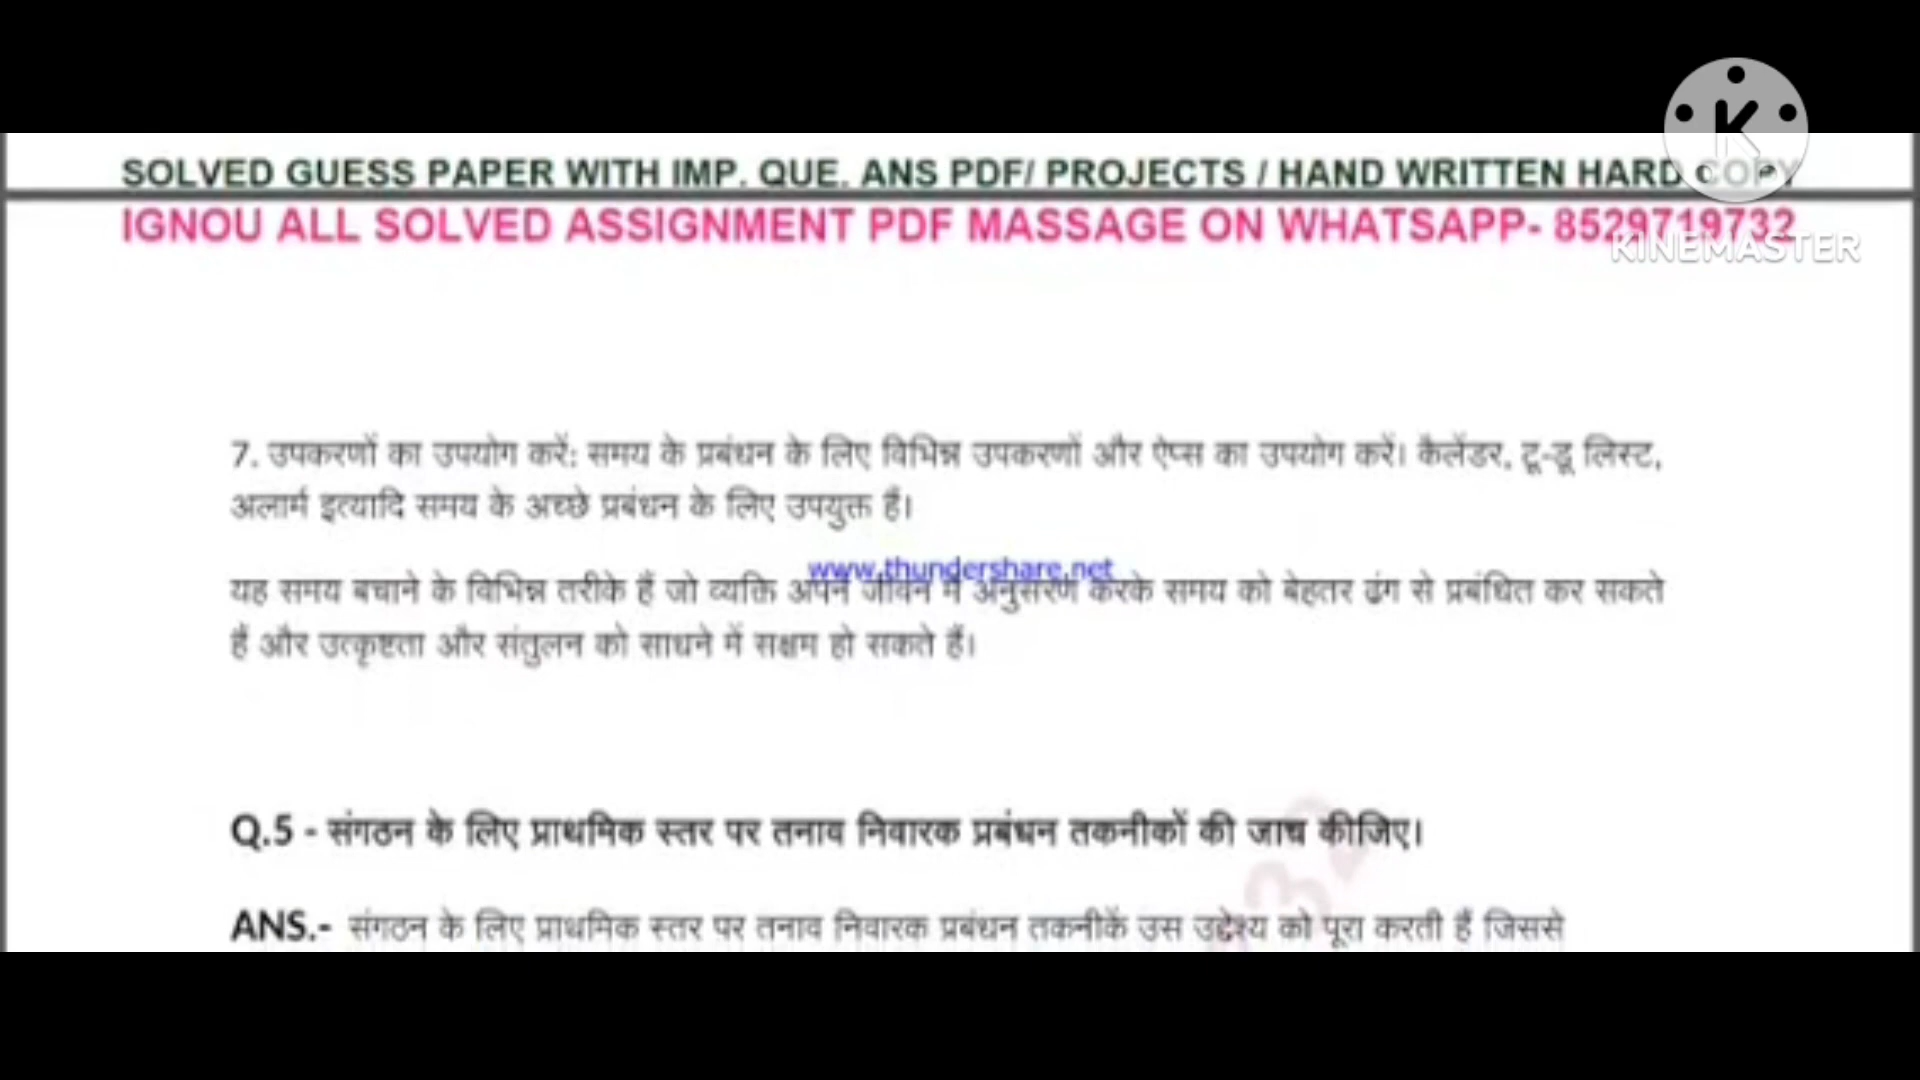 SOLVED GUESS PAPER WITH IMP. QUE. ANS PDF/ PROJECTS / HAND WRITTEN HARD COPY
IGNOU ALL SOLVED ASSIGNMENT PDF MASSAGE ON WHATSAPP- 8529719732
KINEMASTER
7. उपकरणों का उपयोग करें: समय के प्रबंधन के लिए विभिन्न उपकरणों और ऐप्स का उपयोग करें। कैलेंडर, टू-डू लिस्ट,
अलार्म इत्यादि समय के अच्छे प्रबंधन के लिए उपयुक्त हैं।
www.thundershare.net
यह समय बचाने के विभिन्न तरीके हैं जो व्यक्ति अपने जीवन में अनुसरण करके समय को बेहतर ढंग से प्रबंधित कर सकते
हैं और उत्कृष्टता और संतुलन को साधने में सक्षम हो सकते हैं।
Q.5 - संगठन के लिए प्राथमिक स्तर पर तनाव निवारक प्रबंधन तकनीकों की जाच कीजिए।
ANS.- संगठन के लिए प्राथमिक स्तर पर तनाव निवारक प्रबंधन तकनीकें उस उद्देश्य को पूरा करती हैं जिससे